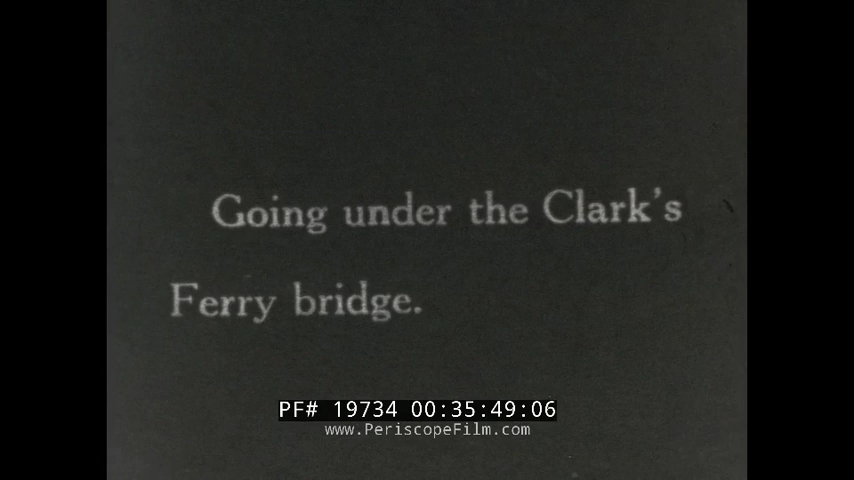 Going under the Clark's
Ferry bridge.
PF# 19734 00:35:49:06
www.PeriscopeFilm.com